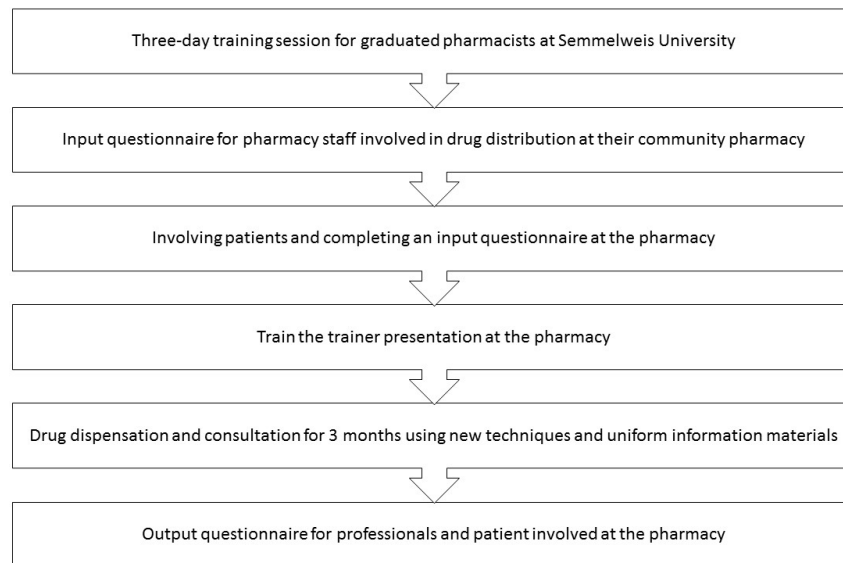 Three-day training session for graduated pharmacists at Semmelweis University
Input questionnaire for pharmacy staff involved in drug distribution at their community pharmacy
Involving patients and completing an input questionnaire at the pharmacy
Train the trainer presentation at the pharmacy
Drug dispensation and consultation for 3 months using new techniques and uniform information materials
Output questionnaire for professionals and patient involved at the pharmacy